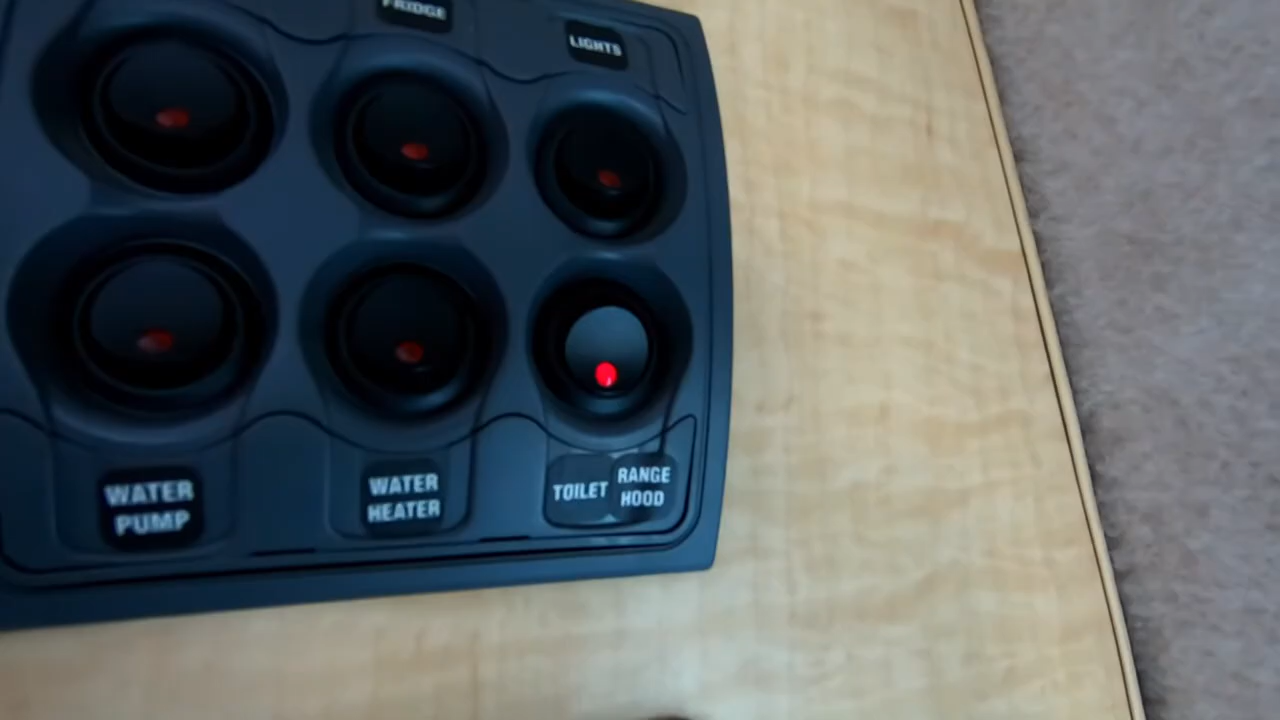 FRIDGE
LIGHTS
WATER
PUMP
WATER
HEATER
TOILET
RANGE
HOOD